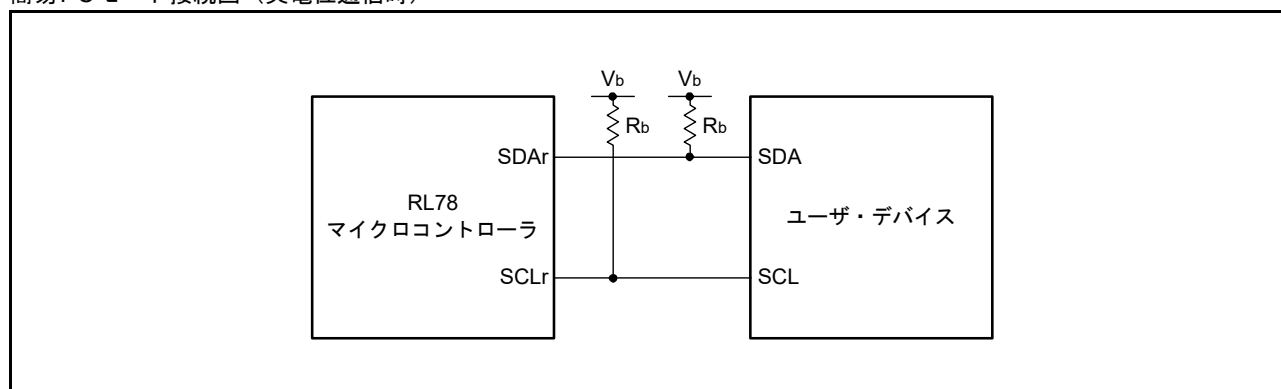 Vb Vb
Rb Rb
SDAr SDA
RL78
マイクロコントローラ
ユーザ・デバイス
SCLr SCL